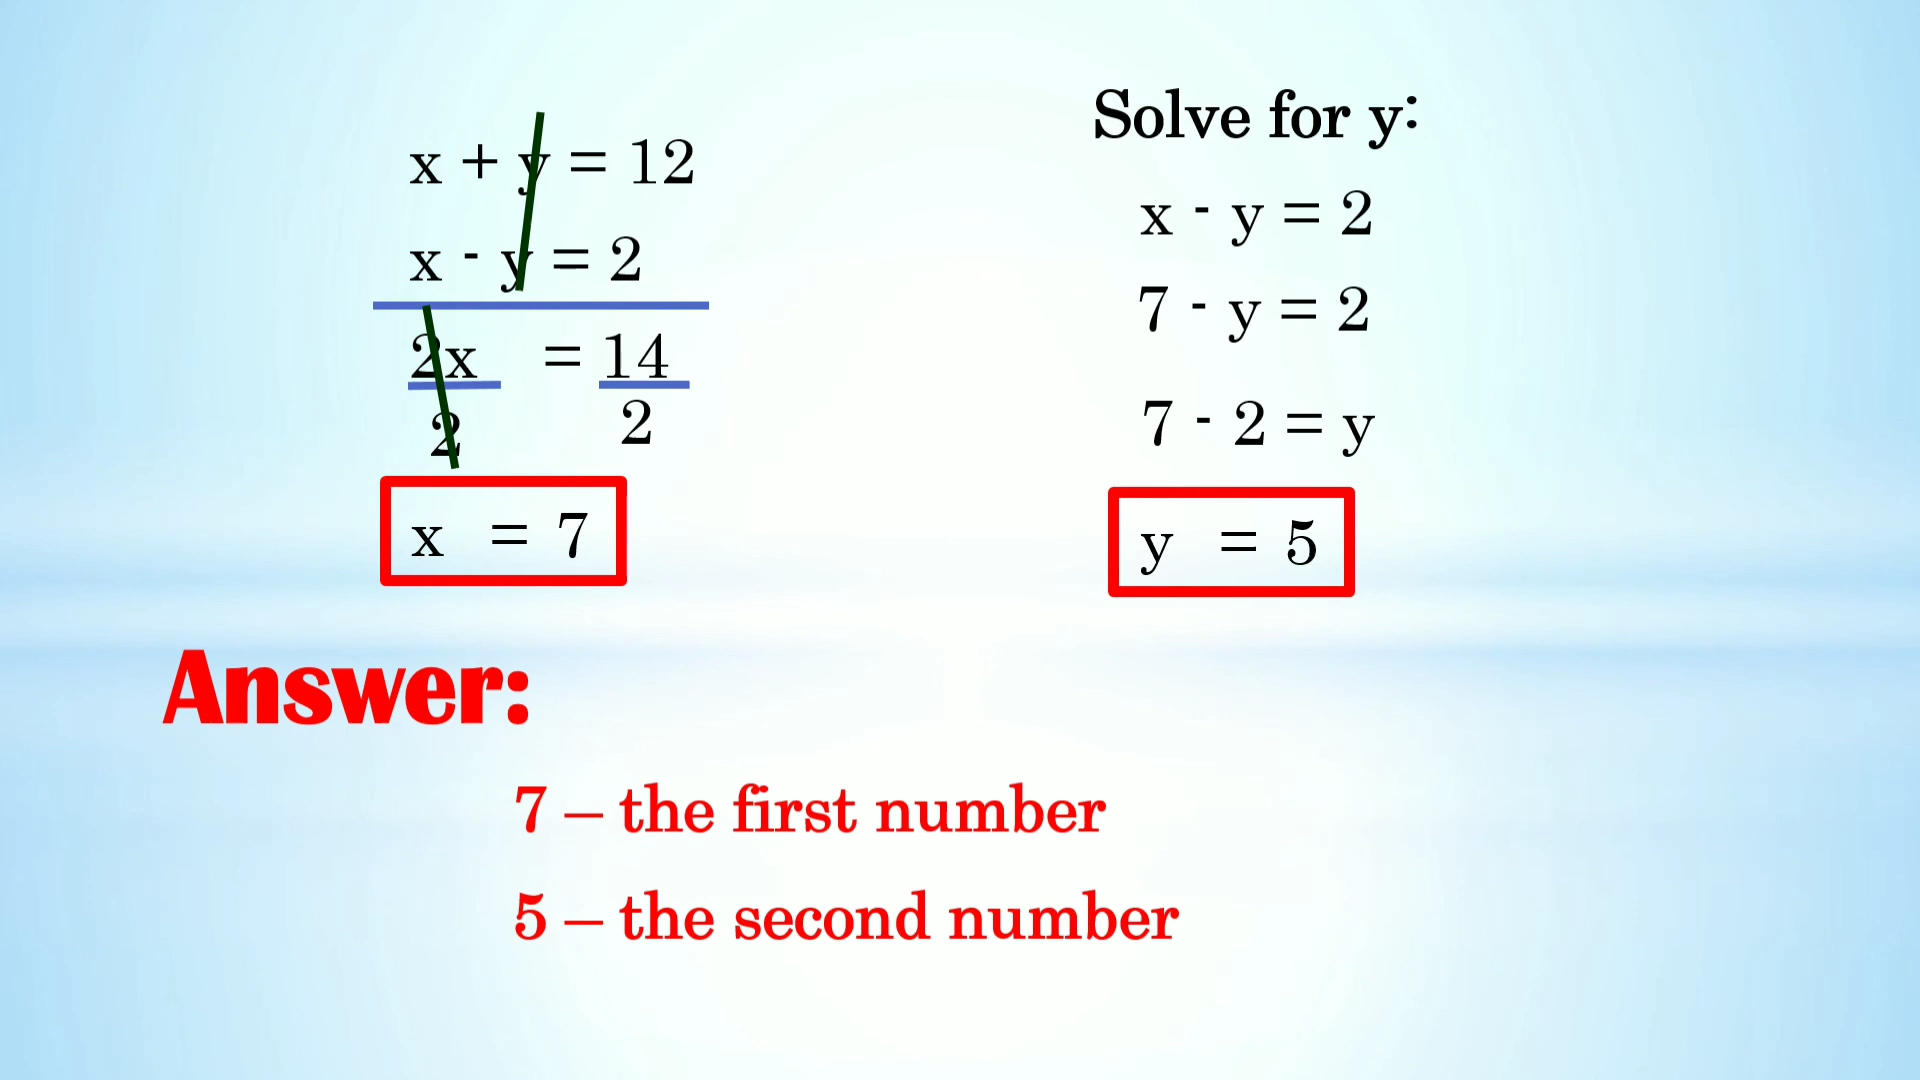 x + y = 12
x - y = 2
2x = 14
2 2
x = 7
Solve for y:
x - y = 2
7 - y = 2
7 - 2 = y
y = 5
Answer:
7 – the first number
5 – the second number